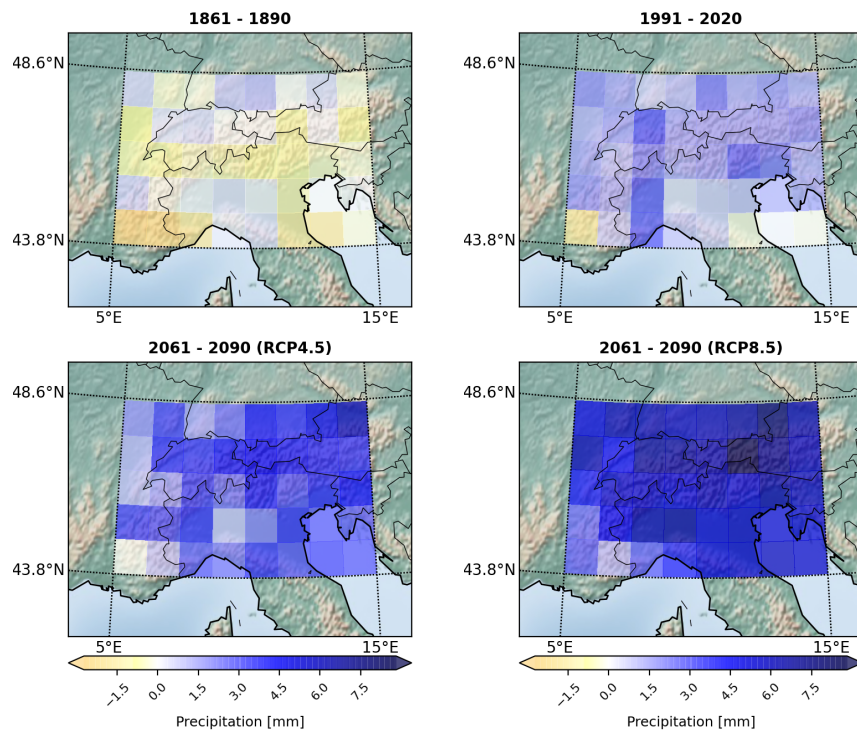 1861 - 1890
1991 - 2020
48.6°N
48.6°N
43.8°N
43.8°N
5°E
15°E
5°E
15°E
2061 - 2090 (RCP4.5)
2061 - 2090 (RCP8.5)
48.6°N
48.6°N
43.8°N
43.8°N
5°E
15°E
5°E
15°E
−1.5 0.0 1.5 3.0 4.5 6.0 7.5
−1.5 0.0 1.5 3.0 4.5 6.0 7.5
Precipitation [mm]
Precipitation [mm]